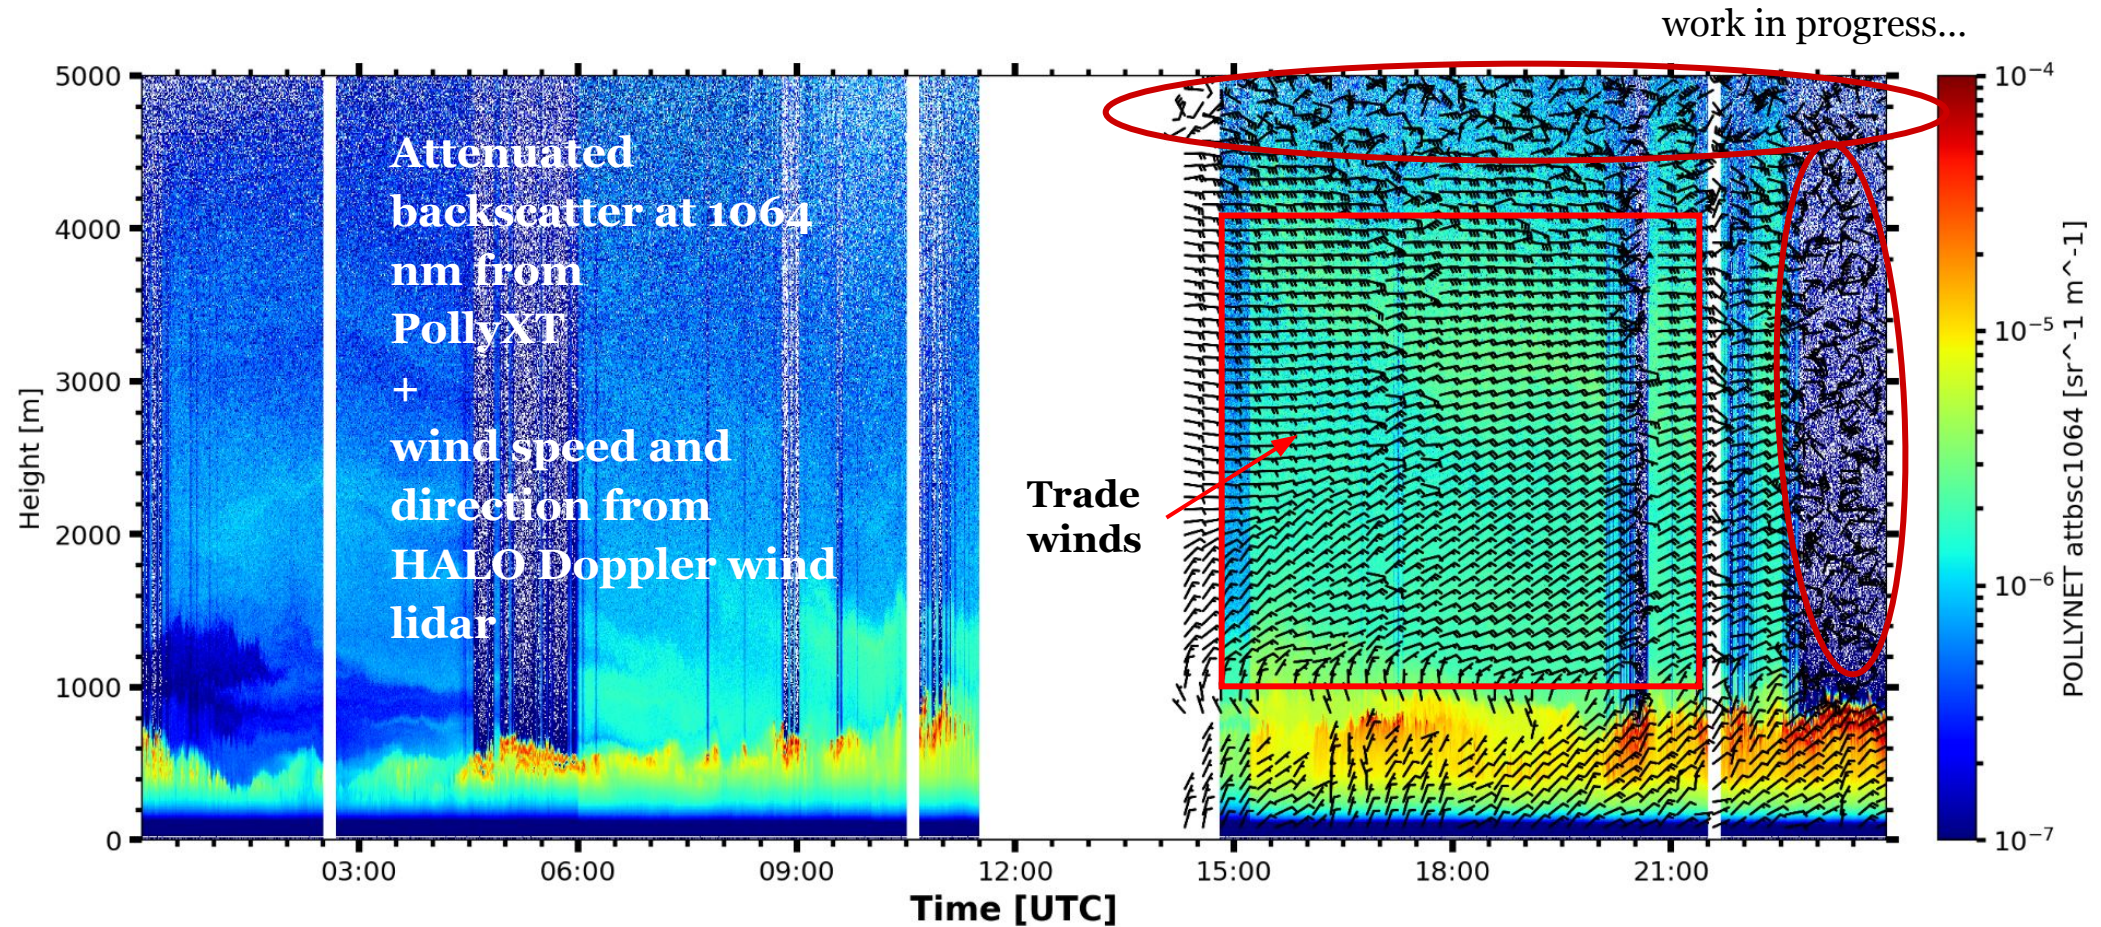 work in progress...
Attenuated
backscatter at 1064
nm from
PollyXT
+
wind speed and
direction from
HALO Doppler wind
lidar
Trade
winds
Height [m]
5000
4000
3000
2000
1000
0
03:00 06:00 09:00 12:00 15:00 18:00 21:00
Time [UTC]
10⁻⁴
10⁻⁵
10⁻⁶
10⁻⁷
POLLYNET attbsc1064 [sr^-1 m^-1]